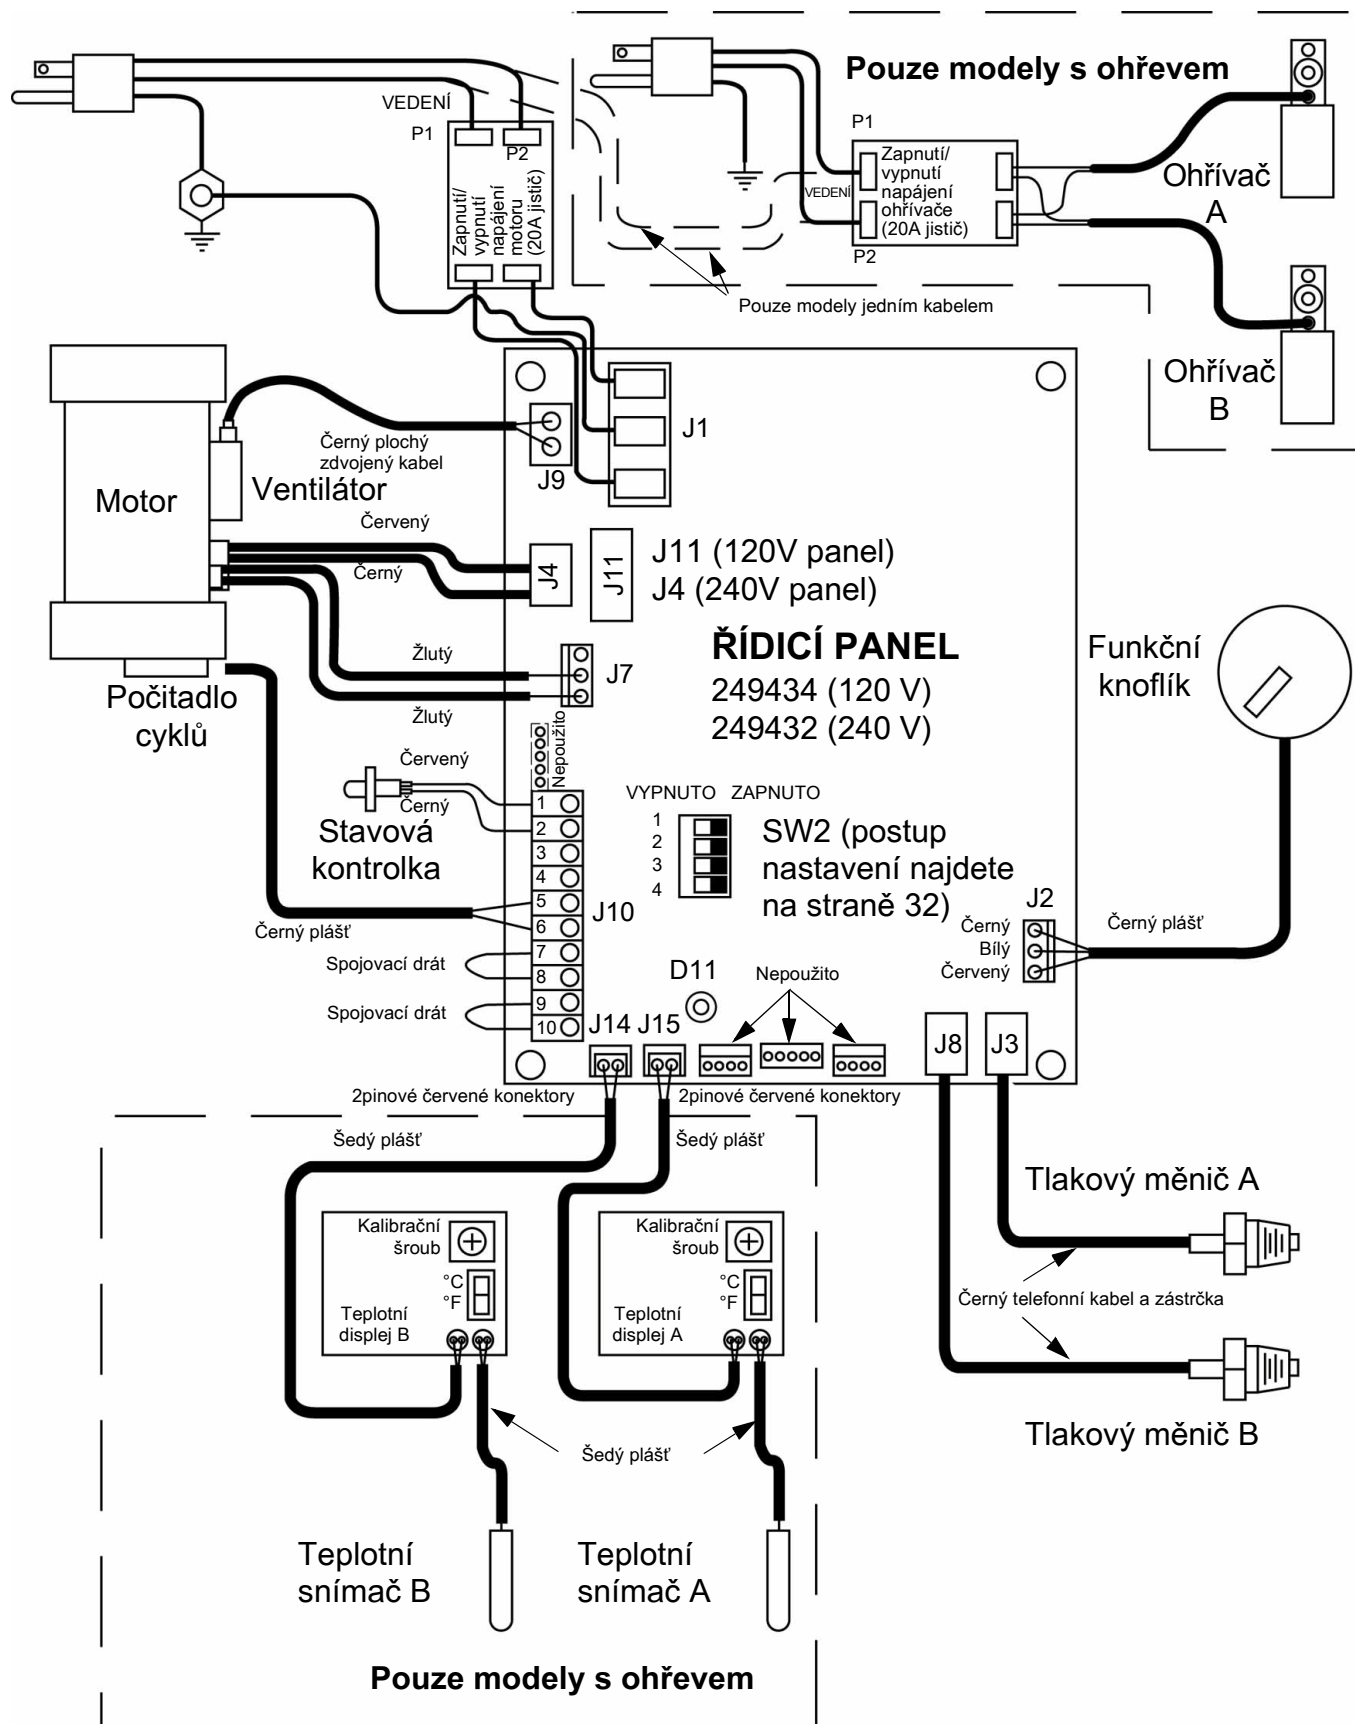 Pouze modely s ohřevem
VEDENÍ
P1
P2
Zapnutí/
vypnutí
napájení
motoru
(20A jistič)
P1
Zapnutí/
vypnutí
napájení
ohřívače
(20A jistič)
VEDENÍ
P2
Ohřívač
A
Pouze modely jedním kabelem
Ohřívač
B
Motor
Ventilátor
Černý plochý
zdvojený kabel
J9
J1
Červený
Černý
J4
J11
J11 (120V panel)
J4 (240V panel)
ŘÍDICÍ PANEL
249434 (120 V)
249432 (240 V)
Funkční
knoflík
Žlutý
J7
Žlutý
Počitadlo
cyklů
Nepoužito
Červený
Černý
Stavová
kontrolka
1
2
3
4
5
6
7
8
9
10
J10
VYPNUTO ZAPNUTO
1
2
3
4
SW2 (postup
nastavení najdete
na straně 32)
J2
Černý
Bílý
Červený
Černý plášť
Černý plášť
Spojovací drát
Spojovací drát
D11
Nepoužito
J14
J15
J8
J3
2pinové červené konektory
2pinové červené konektory
Šedý plášť
Šedý plášť
Tlakový měnič A
Kalibrační
šroub
°C
°F
Teplotní
displej B
Kalibrační
šroub
°C
°F
Teplotní
displej A
Černý telefonní kabel a zástrčka
Tlakový měnič B
Šedý plášť
Teplotní
snímač B
Teplotní
snímač A
Pouze modely s ohřevem